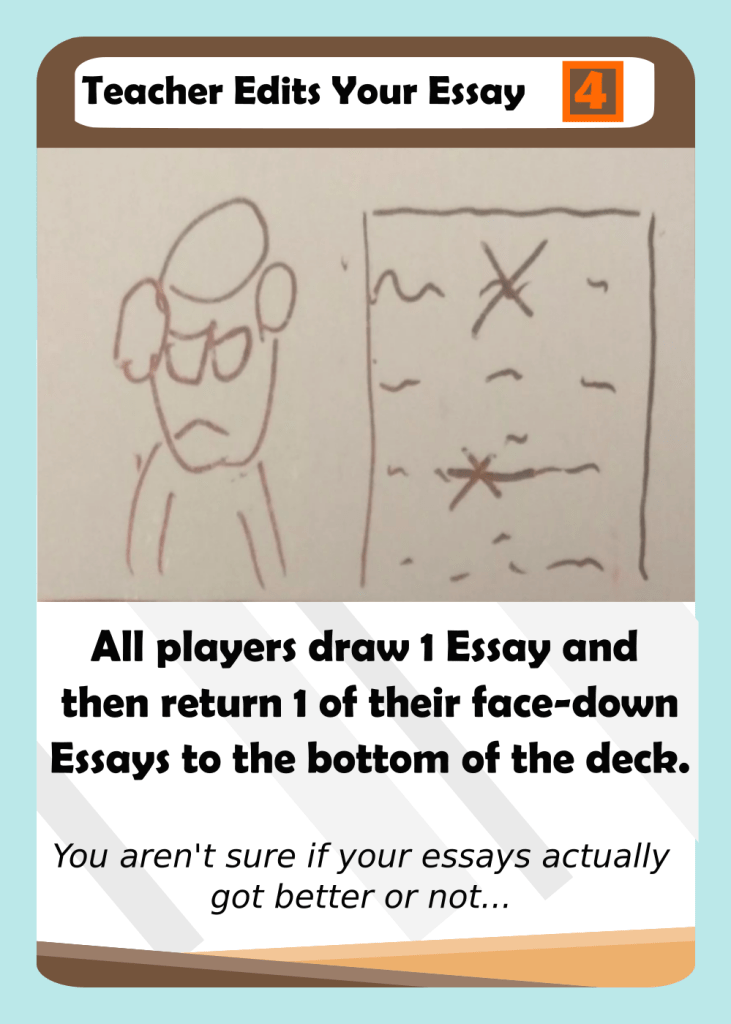 Teacher Edits Your Essay 4
All players draw 1 Essay and
then return 1 of their face-down
Essays to the bottom of the deck.
You aren't sure if your essays actually
got better or not...